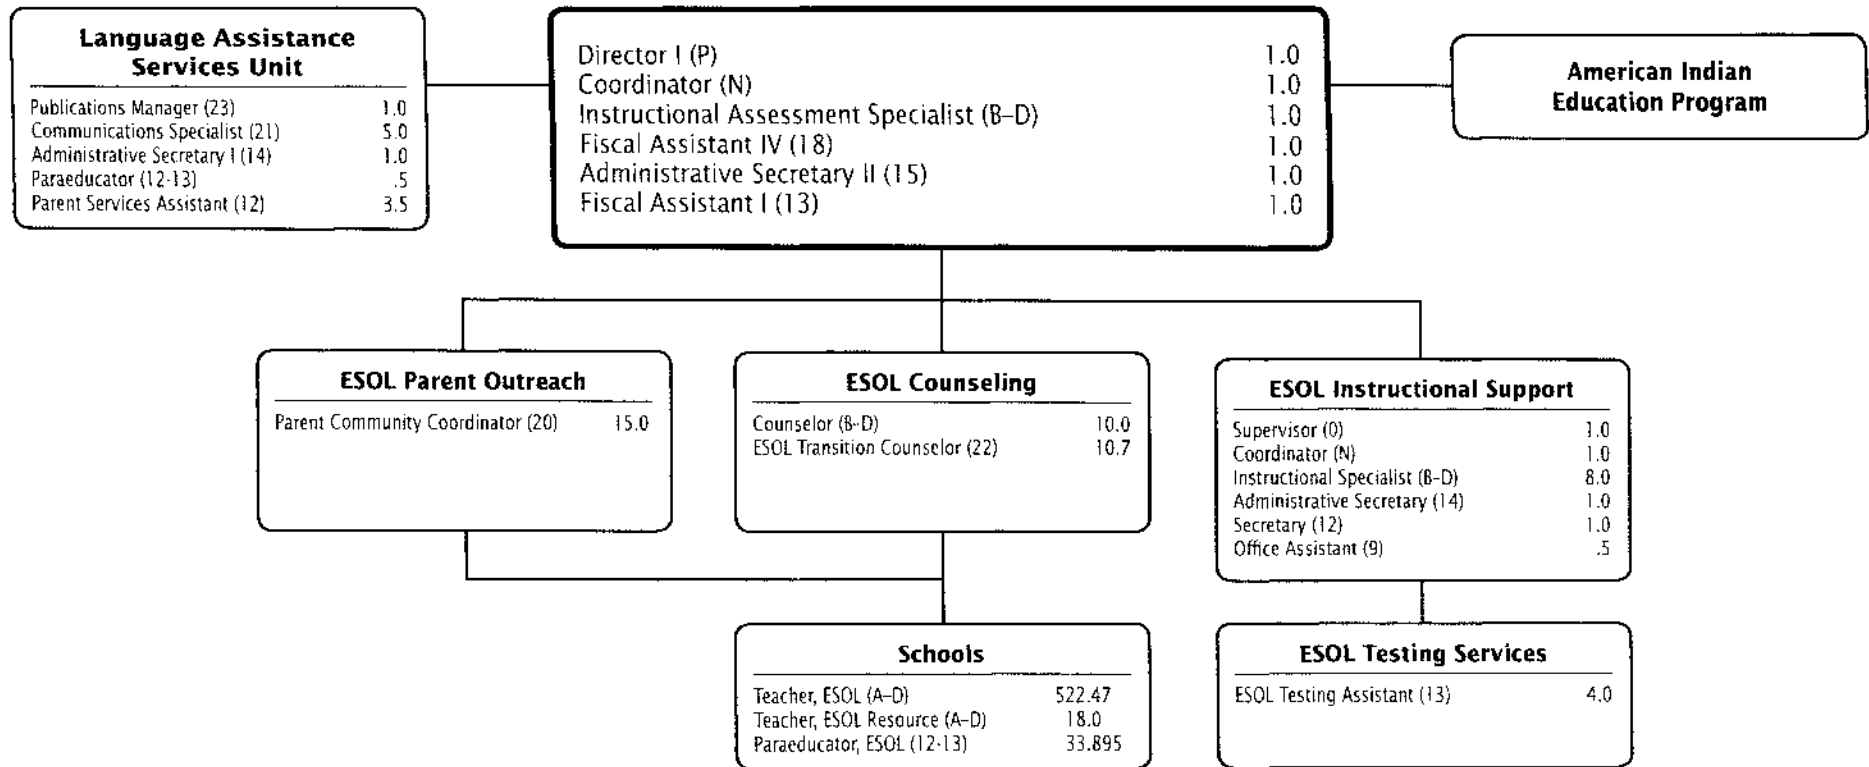 Language Assistance
Services Unit
Publications Manager (23) 1.0
Communications Specialist (21) 5.0
Administrative Secretary I (14) 1.0
Paraeducator (12-13) .5
Parent Services Assistant (12) 3.5
Director I (P) 1.0
Coordinator (N) 1.0
Instructional Assessment Specialist (B–D) 1.0
Fiscal Assistant IV (18) 1.0
Administrative Secretary II (15) 1.0
Fiscal Assistant I (13) 1.0
American Indian
Education Program
ESOL Parent Outreach
Parent Community Coordinator (20) 15.0
ESOL Counseling
Counselor (B–D) 10.0
ESOL Transition Counselor (22) 10.7
ESOL Instructional Support
Supervisor (O) 1.0
Coordinator (N) 1.0
Instructional Specialist (B–D) 8.0
Administrative Secretary (14) 1.0
Secretary (12) 1.0
Office Assistant (9) .5
Schools
Teacher, ESOL (A–D) 522.47
Teacher, ESOL Resource (A–D) 18.0
Paraeducator, ESOL (12-13) 33.895
ESOL Testing Services
ESOL Testing Assistant (13) 4.0